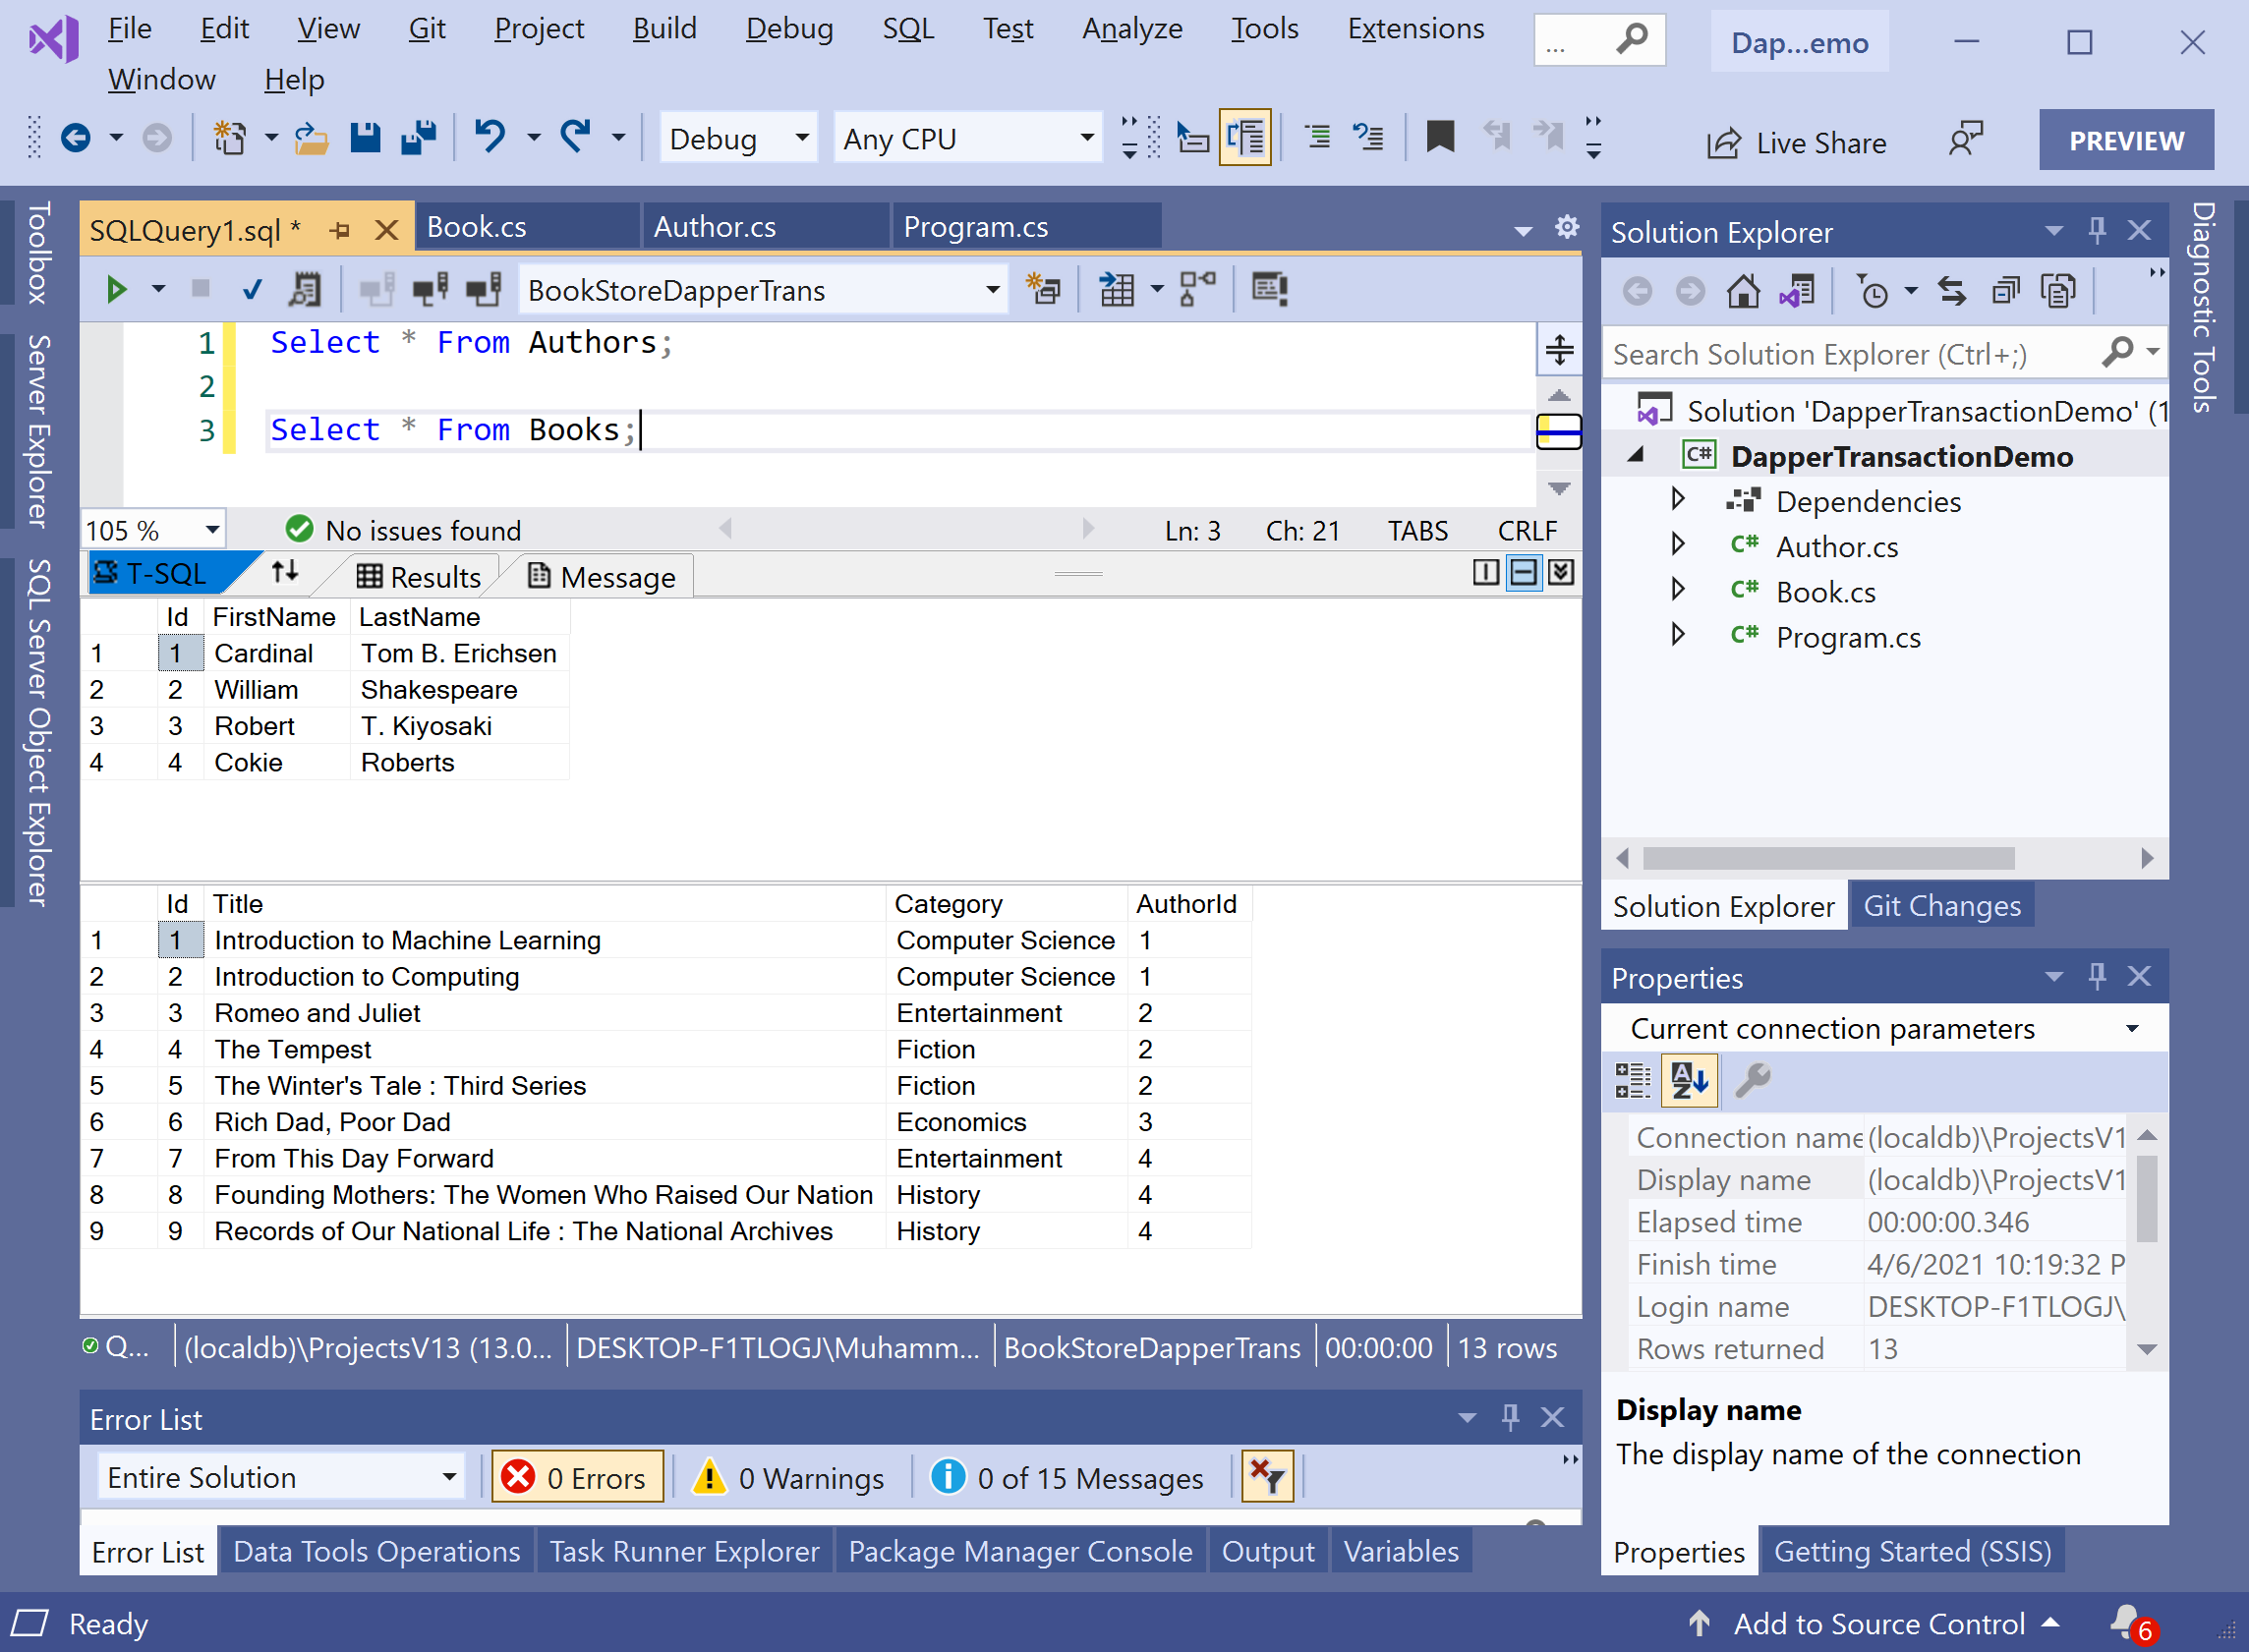 File Edit View Git Project Build Debug SQL Test Analyze Tools Extensions ... Dap...emo
Window Help
Debug Any CPU Live Share PREVIEW
Toolbox
Server Explorer
SQL Server Object Explorer
SQLQuery1.sql * Book.cs Author.cs Program.cs
BookStoreDapperTrans
1 Select * From Authors;
2
3 Select * From Books;
105 % No issues found Ln: 3 Ch: 21 TABS CRLF
T-SQL Results Message
Id FirstName LastName
1 1 Cardinal Tom B. Erichsen
2 2 William Shakespeare
3 3 Robert T. Kiyosaki
4 4 Cokie Roberts
Id Title Category AuthorId
1 1 Introduction to Machine Learning Computer Science 1
2 2 Introduction to Computing Computer Science 1
3 3 Romeo and Juliet Entertainment 2
4 4 The Tempest Fiction 2
5 5 The Winter's Tale : Third Series Fiction 2
6 6 Rich Dad, Poor Dad Economics 3
7 7 From This Day Forward Entertainment 4
8 8 Founding Mothers: The Women Who Raised Our Nation History 4
9 9 Records of Our National Life : The National Archives History 4
Q... (localdb)\ProjectsV13 (13.0... DESKTOP-F1TLOGJ\Muhamm... BookStoreDapperTrans 00:00:00 13 rows
Error List
Entire Solution 0 Errors 0 Warnings 0 of 15 Messages
Error List Data Tools Operations Task Runner Explorer Package Manager Console Output Variables
Solution Explorer
Search Solution Explorer (Ctrl+;)
Solution 'DapperTransactionDemo' (1
C# DapperTransactionDemo
Dependencies
C# Author.cs
C# Book.cs
C# Program.cs
Solution Explorer Git Changes
Properties
Current connection parameters
Connection name (localdb)\ProjectsV1
Display name (localdb)\ProjectsV1
Elapsed time 00:00:00.346
Finish time 4/6/2021 10:19:32 P
Login name DESKTOP-F1TLOGJ\
Rows returned 13
Display name
The display name of the connection
Properties Getting Started (SSIS)
Diagnostic Tools
Ready Add to Source Control 6